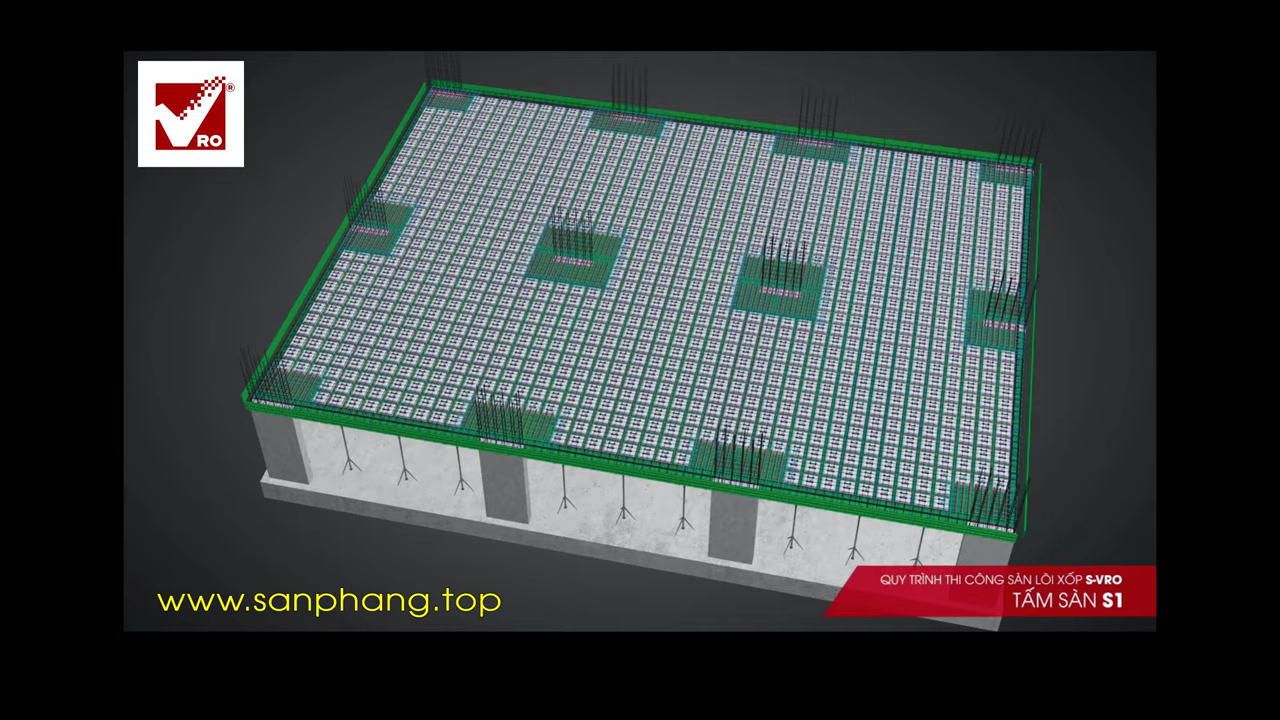 RO
®
www.sanphang.top
QUY TRÌNH THI CÔNG SÀN LÕI XỐP S-VRO
TẤM SÀN S1